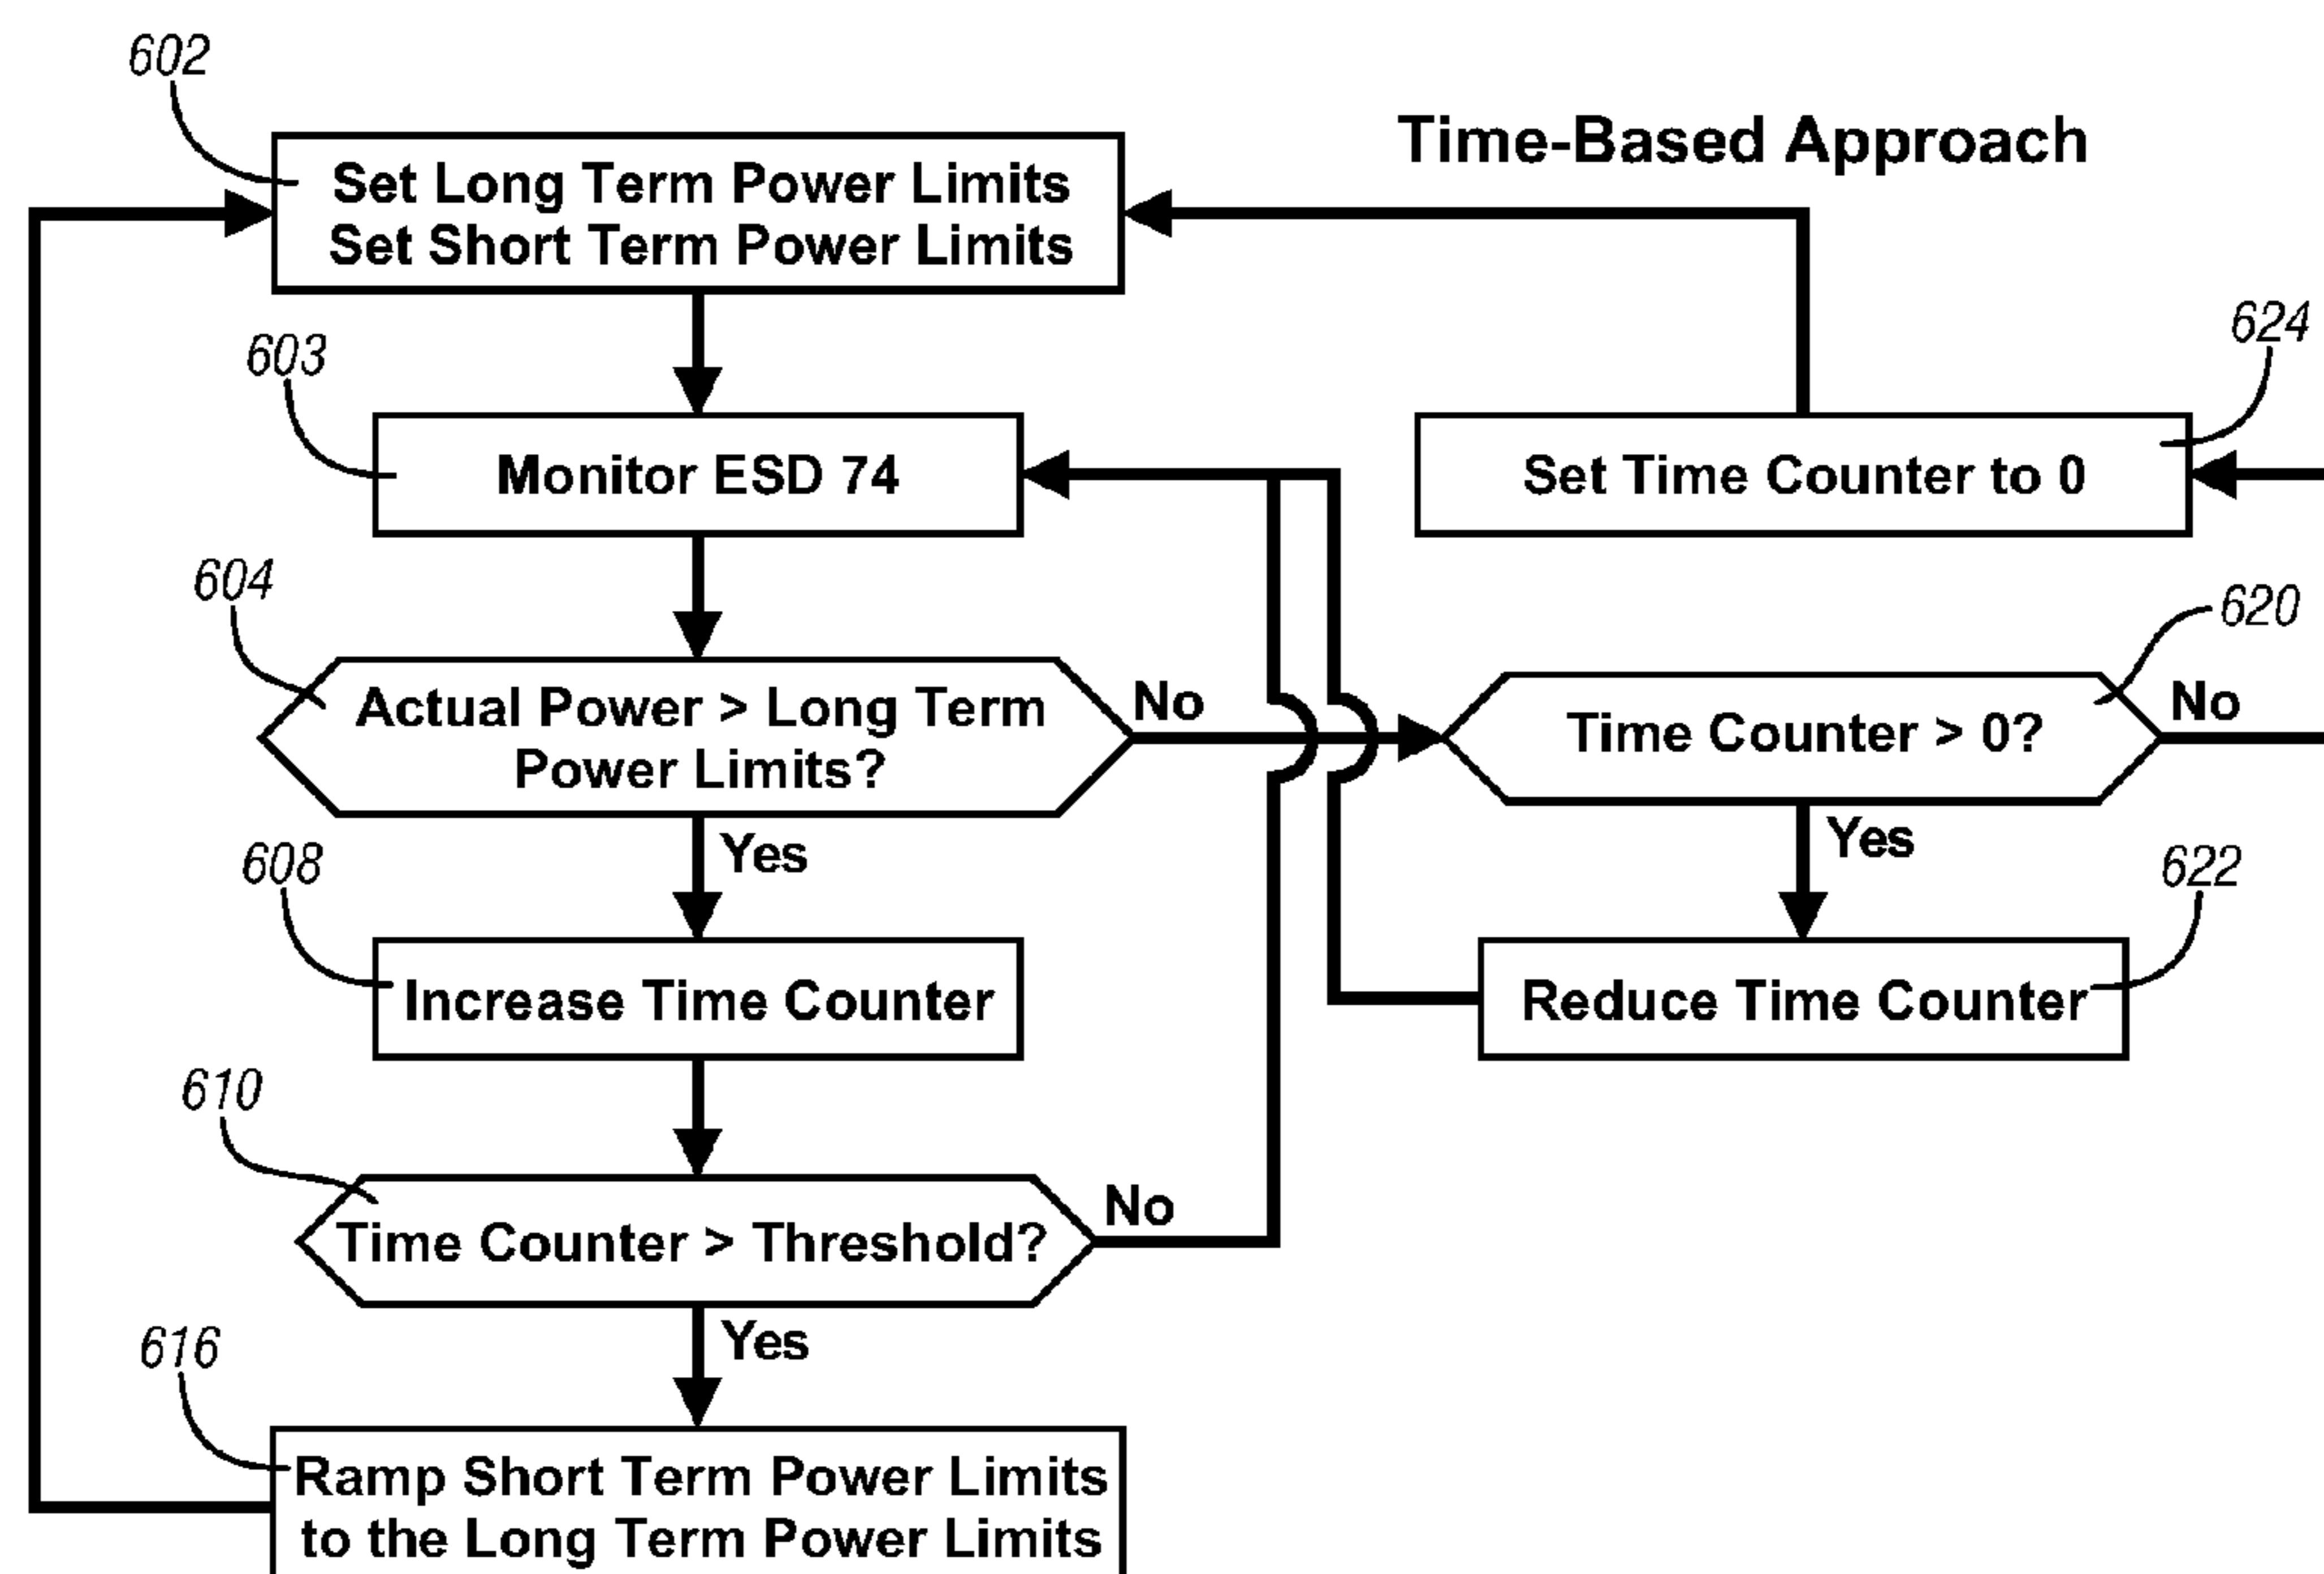 602
Time-Based Approach
Set Long Term Power Limits
Set Short Term Power Limits
624
603
Monitor ESD 74
Set Time Counter to 0
604
620
Actual Power > Long Term
Power Limits?
No
Time Counter > 0?
No
Yes
Yes
608
622
Increase Time Counter
Reduce Time Counter
610
Time Counter > Threshold?
No
Yes
616
Ramp Short Term Power Limits
to the Long Term Power Limits